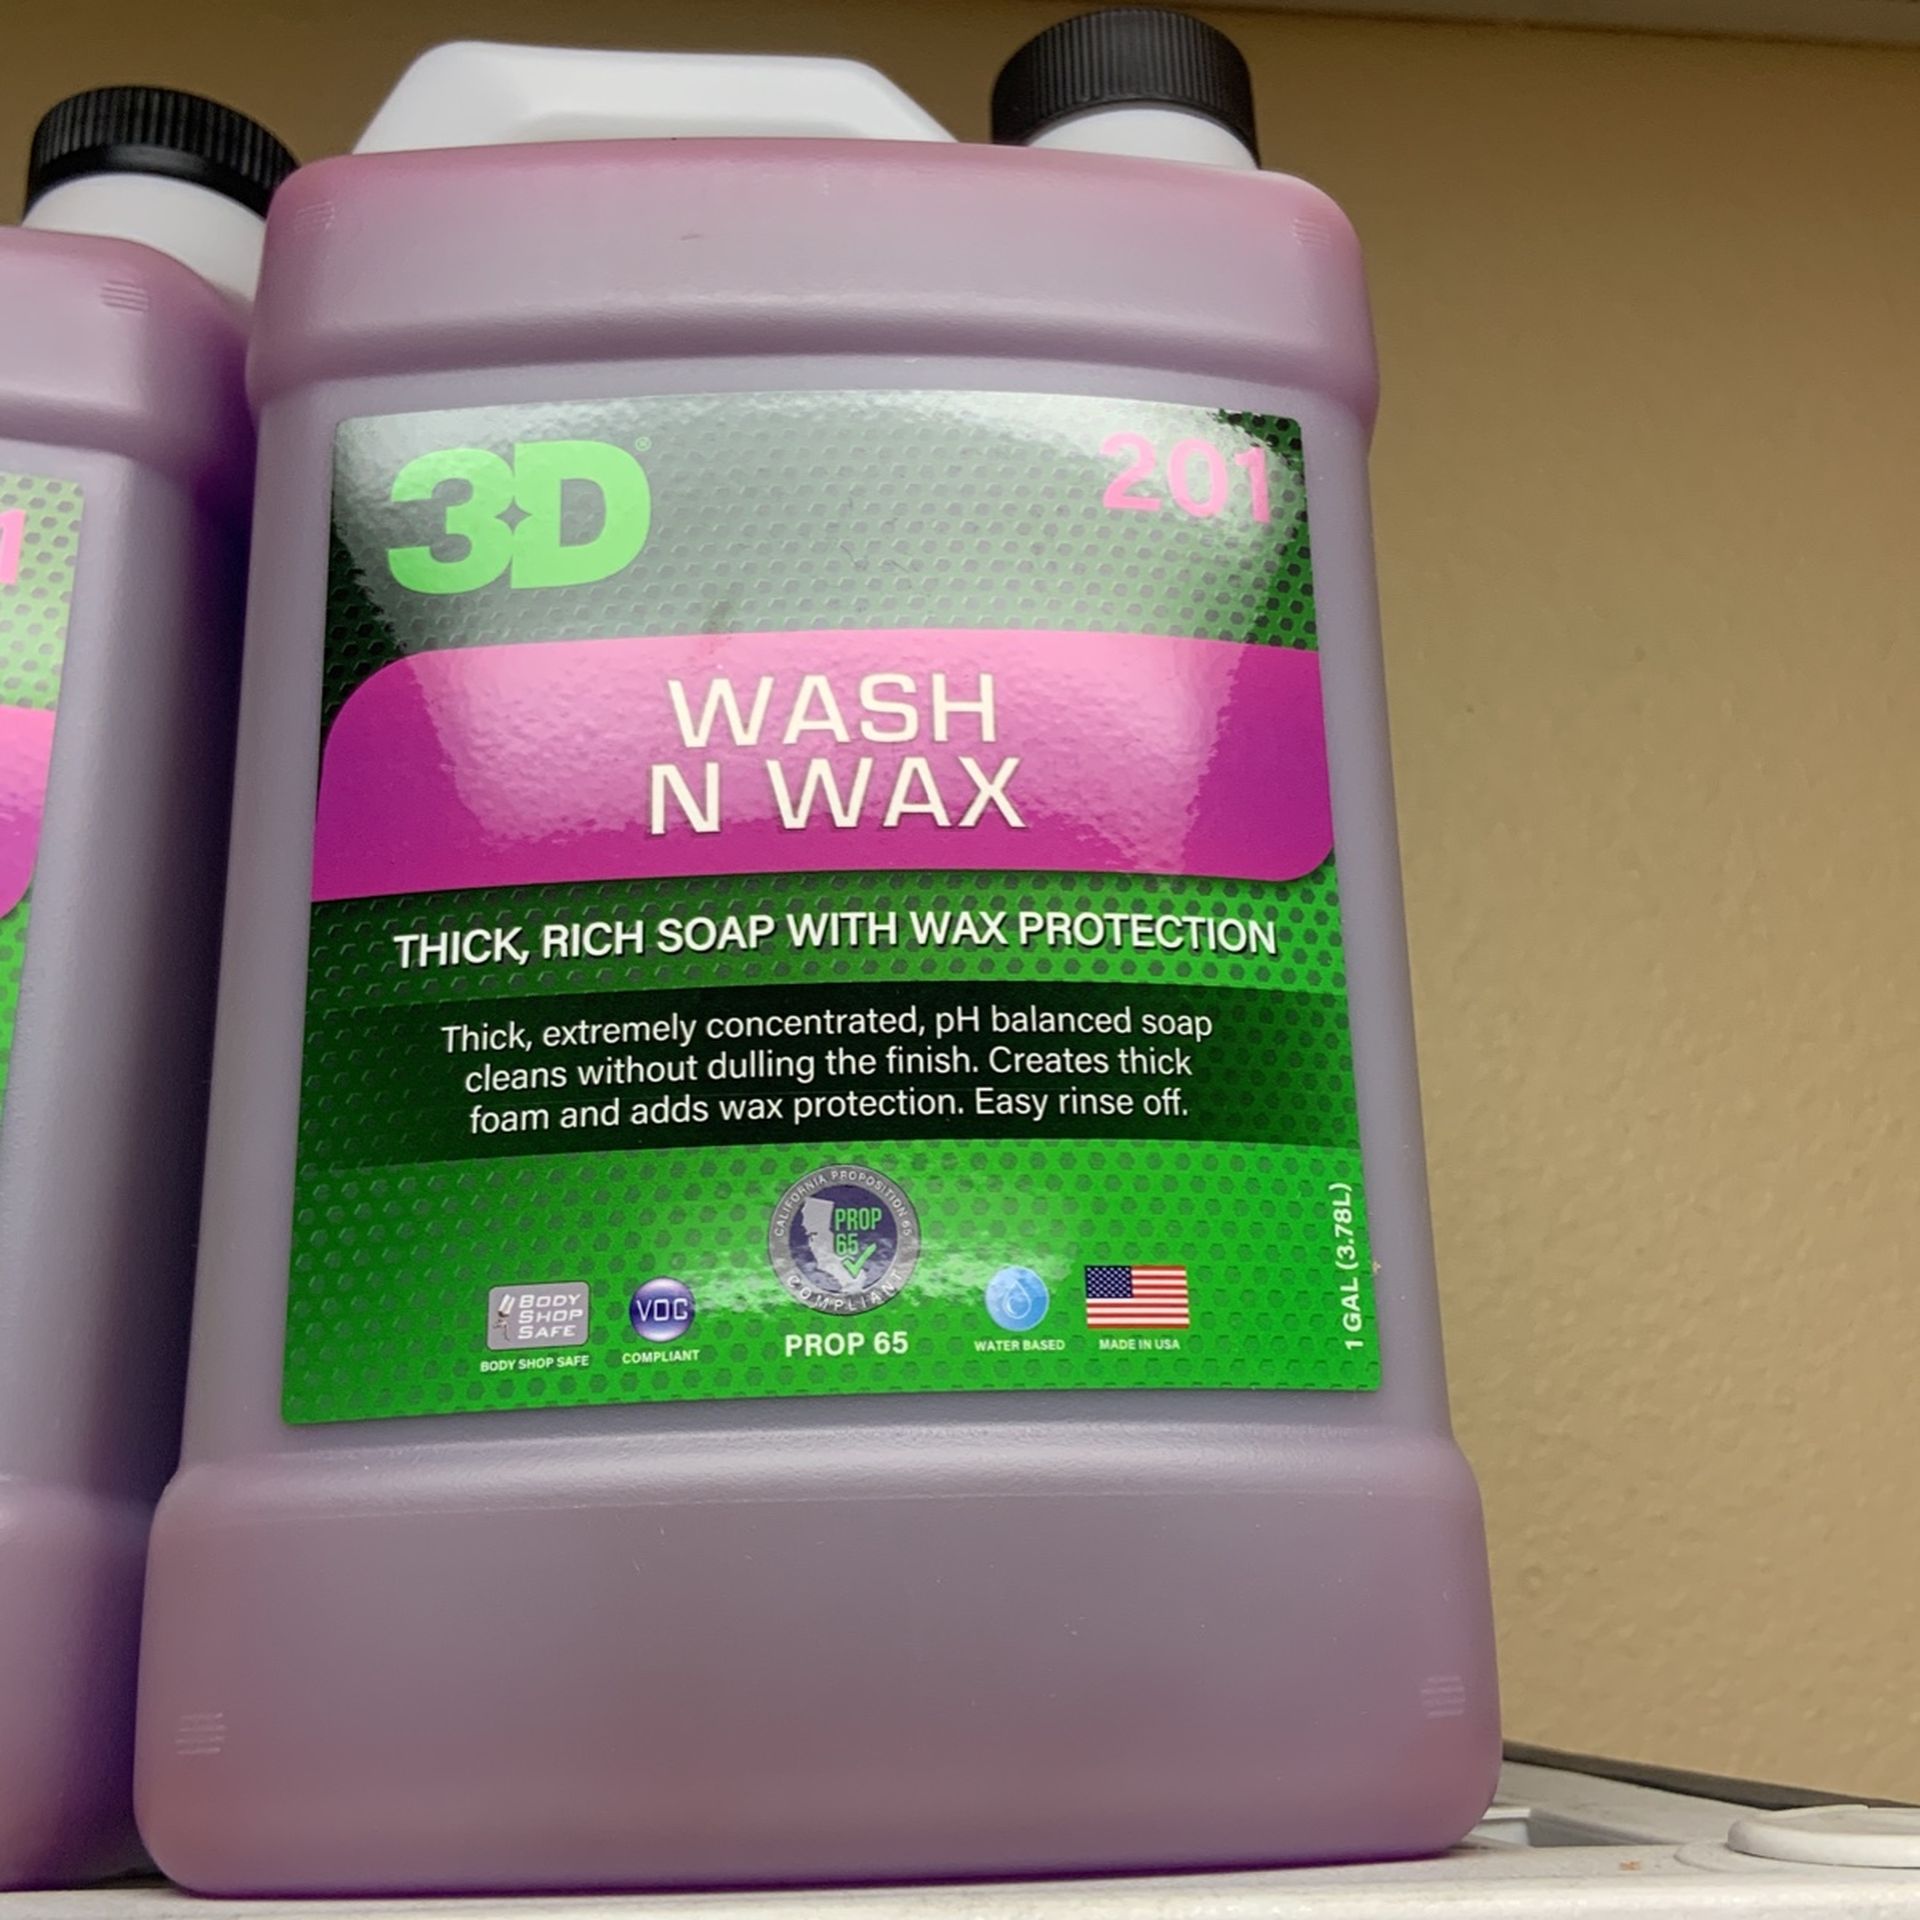 3D®
201
WASH
N WAX
THICK, RICH SOAP WITH WAX PROTECTION
Thick, extremely concentrated, pH balanced soap
cleans without dulling the finish. Creates thick
foam and adds wax protection. Easy rinse off.
CALIFORNIA PROPOSITION 65
PROP
65
COMPLIANT
PROP 65
BODY
SHOP
SAFE
BODY SHOP SAFE
VOC
COMPLIANT
WATER BASED
MADE IN USA
1 GAL (3.78L)
1